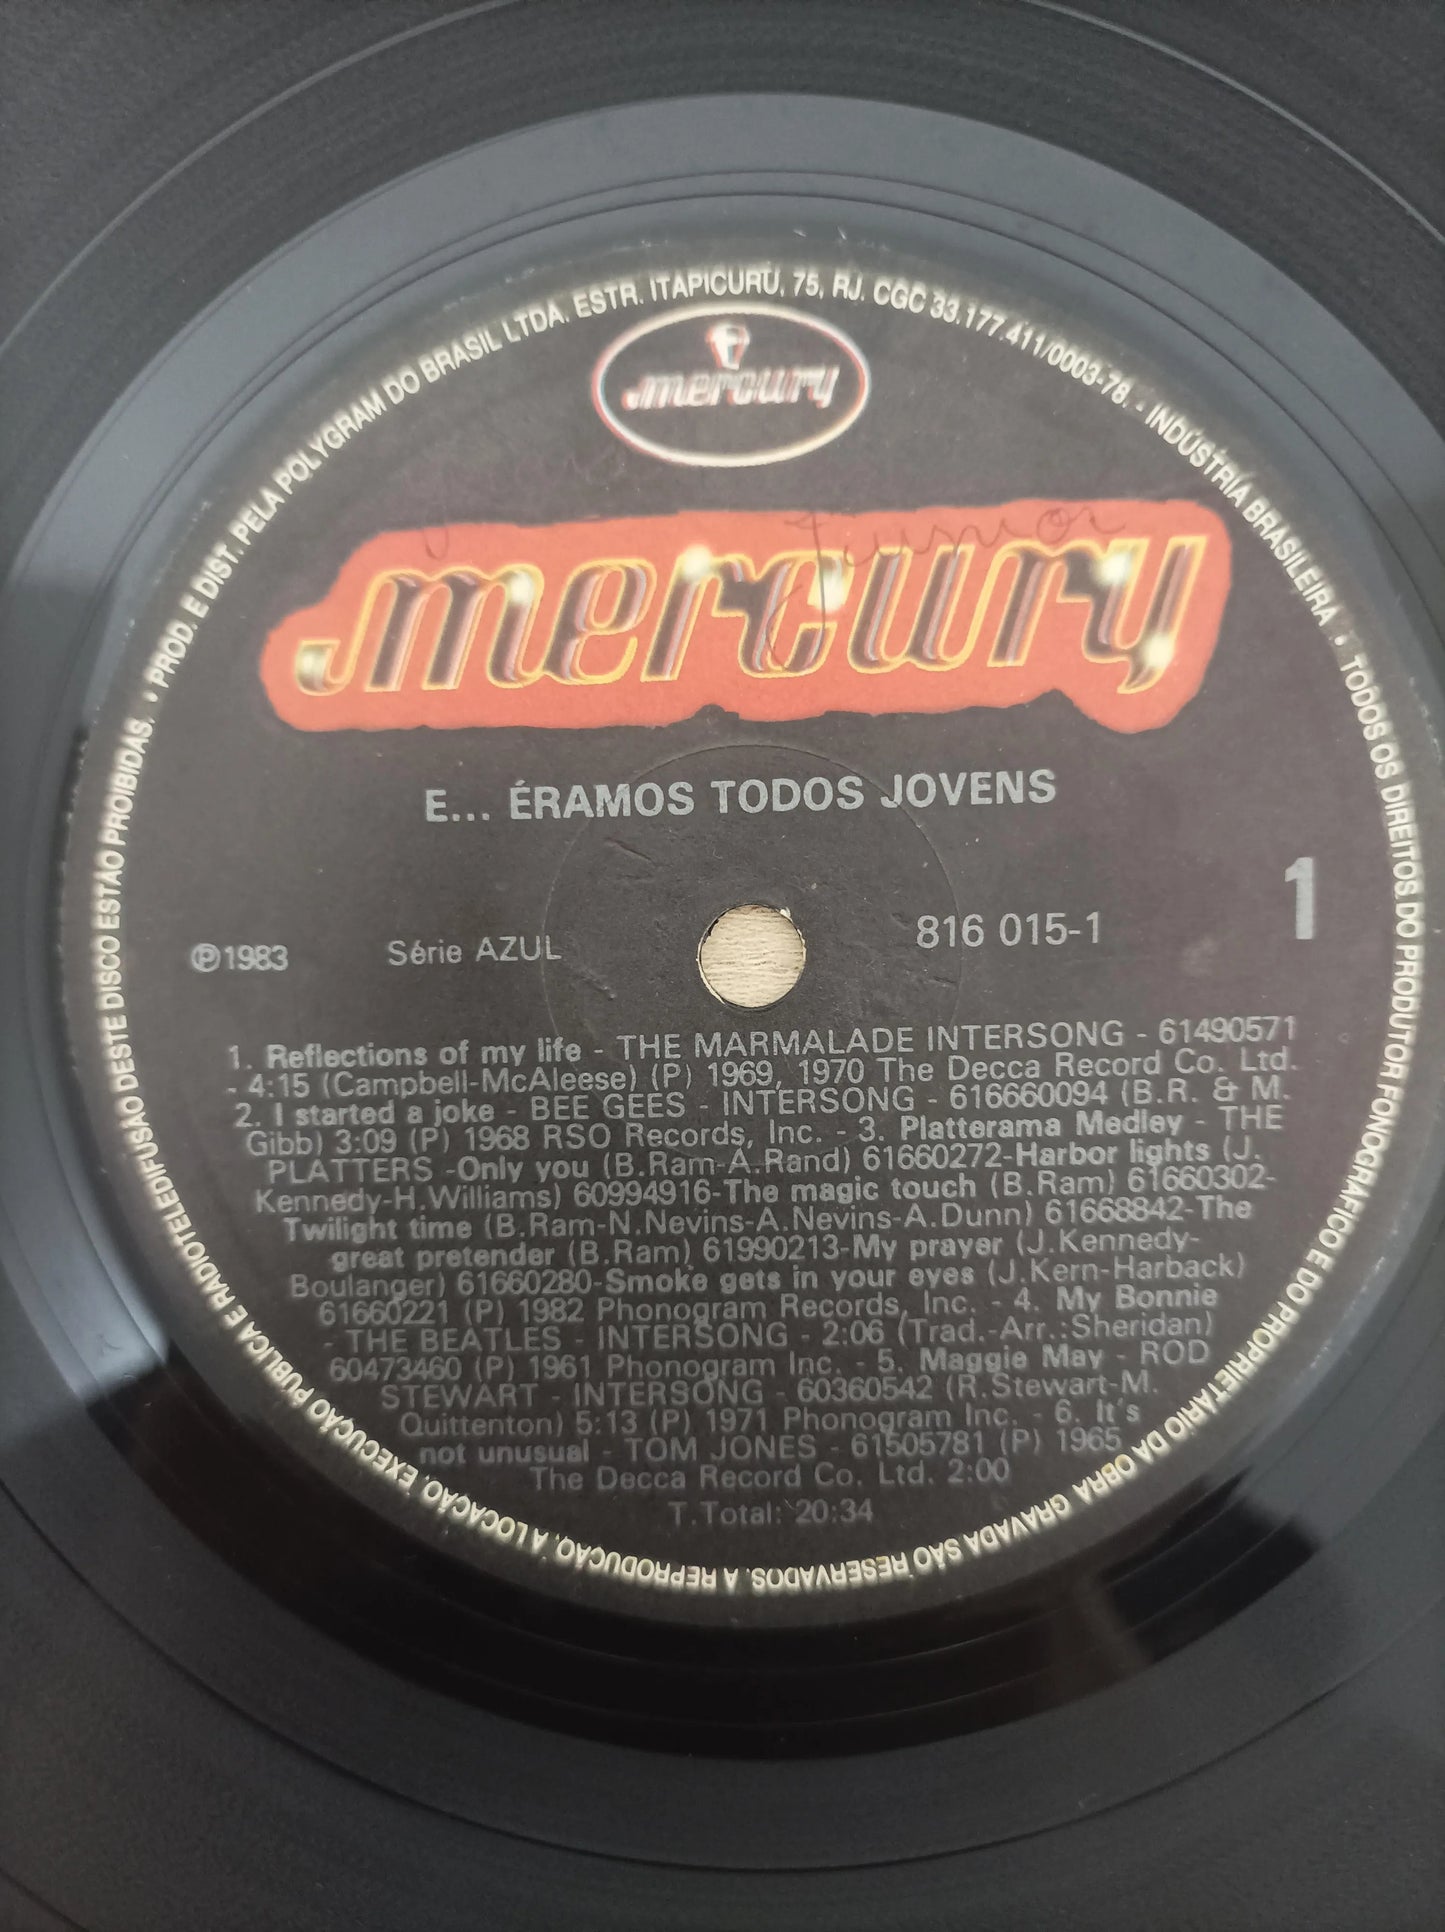 • PROD. E DIST. PELA POLYGRAM DO BRASIL LTDA. ESTR. ITAPICURU, 75, RJ. CGC 33.177.411/0003-78. - INDÚSTRIA BRASILEIRA • TODOS OS DIREITOS DO PRODUTOR FONOGRÁFICO E DO PROPRIETÁRIO DA OBRA GRAVADA SÃO RESERVADOS. A REPRODUÇÃO, A LOCAÇÃO, EXECUÇÃO PÚBLICA E RADIOTELEDIFUSÃO DESTE DISCO ESTÃO PROIBIDAS.
mercury
Junior
mercury
E... ÉRAMOS TODOS JOVENS
1
℗1983 Série AZUL 816 015-1
1. Reflections of my life - THE MARMALADE INTERSONG - 61490571
- 4:15 (Campbell-McAleese) (P) 1969, 1970 The Decca Record Co. Ltd.
2. I started a joke - BEE GEES - INTERSONG - 616660094 (B.R. & M.
Gibb) 3:09 (P) 1968 RSO Records, Inc. - 3. Platterama Medley - THE
PLATTERS -Only you (B.Ram-A.Rand) 61660272-Harbor lights (J.
Kennedy-H.Williams) 60994916-The magic touch (B.Ram) 61660302-
Twilight time (B.Ram-N.Nevins-A.Nevins-A.Dunn) 61668842-The
great pretender (B.Ram) 61990213-My prayer (J.Kennedy-
Boulanger) 61660280-Smoke gets in your eyes (J.Kern-Harback)
61660221 (P) 1982 Phonogram Records, Inc. - 4. My Bonnie
- THE BEATLES - INTERSONG - 2:06 (Trad.-Arr.:Sheridan)
60473460 (P) 1961 Phonogram Inc. - 5. Maggie May - ROD
STEWART - INTERSONG - 60360542 (R.Stewart-M.
Quittenton) 5:13 (P) 1971 Phonogram Inc. - 6. It's
not unusual - TOM JONES - 61505781 (P) 1965
The Decca Record Co. Ltd. 2:00
T.Total: 20:34